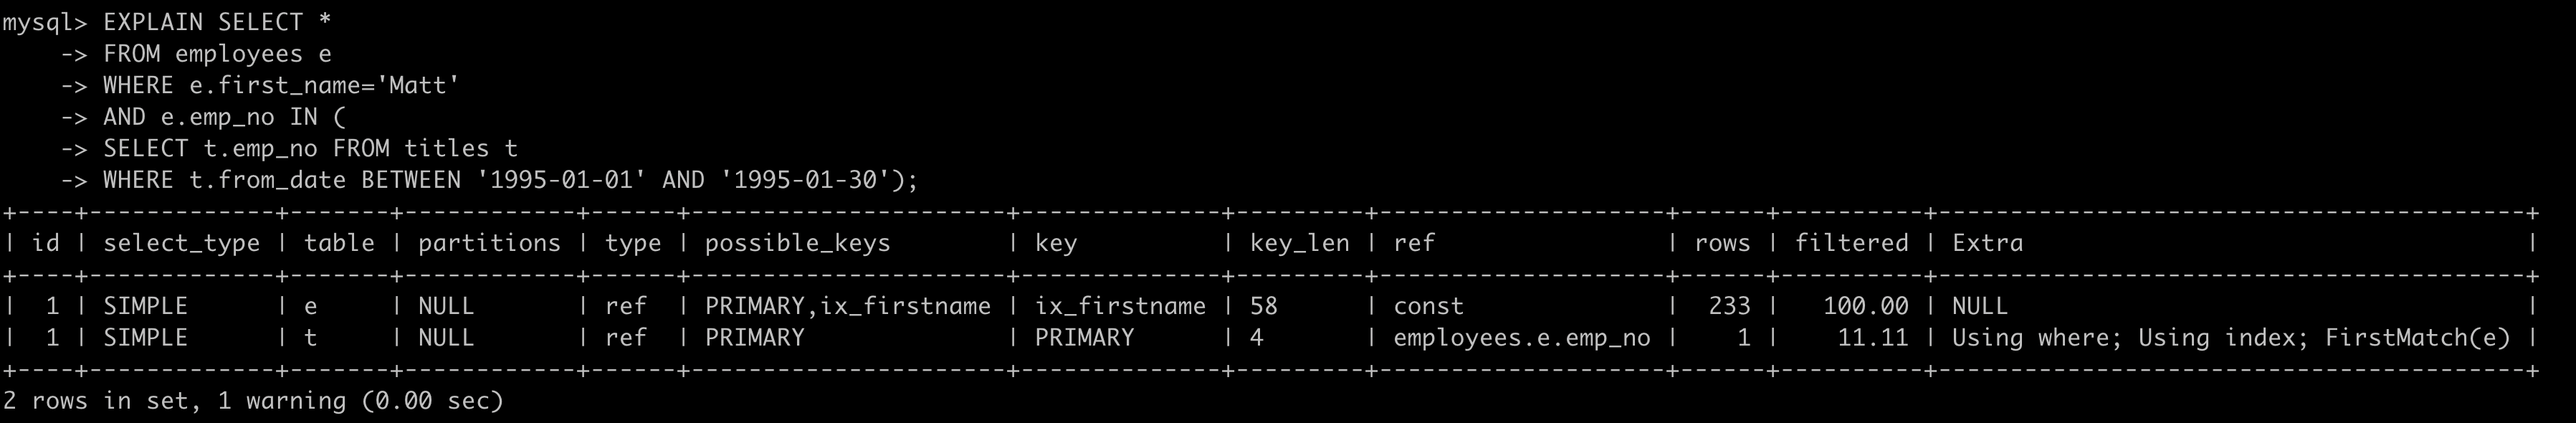 mysql> EXPLAIN SELECT *
    -> FROM employees e
    -> WHERE e.first_name='Matt'
    -> AND e.emp_no IN (
    -> SELECT t.emp_no FROM titles t
    -> WHERE t.from_date BETWEEN '1995-01-01' AND '1995-01-30');
+----+-------------+-------+------------+------+----------------------+--------------+---------+--------------------+------+----------+-----------------------------------------+
| id | select_type | table | partitions | type | possible_keys        | key          | key_len | ref                | rows | filtered | Extra                                   |
+----+-------------+-------+------------+------+----------------------+--------------+---------+--------------------+------+----------+-----------------------------------------+
|  1 | SIMPLE      | e     | NULL       | ref  | PRIMARY,ix_firstname | ix_firstname | 58      | const              |  233 |   100.00 | NULL                                    |
|  1 | SIMPLE      | t     | NULL       | ref  | PRIMARY              | PRIMARY      | 4       | employees.e.emp_no |    1 |    11.11 | Using where; Using index; FirstMatch(e) |
+----+-------------+-------+------------+------+----------------------+--------------+---------+--------------------+------+----------+-----------------------------------------+
2 rows in set, 1 warning (0.00 sec)